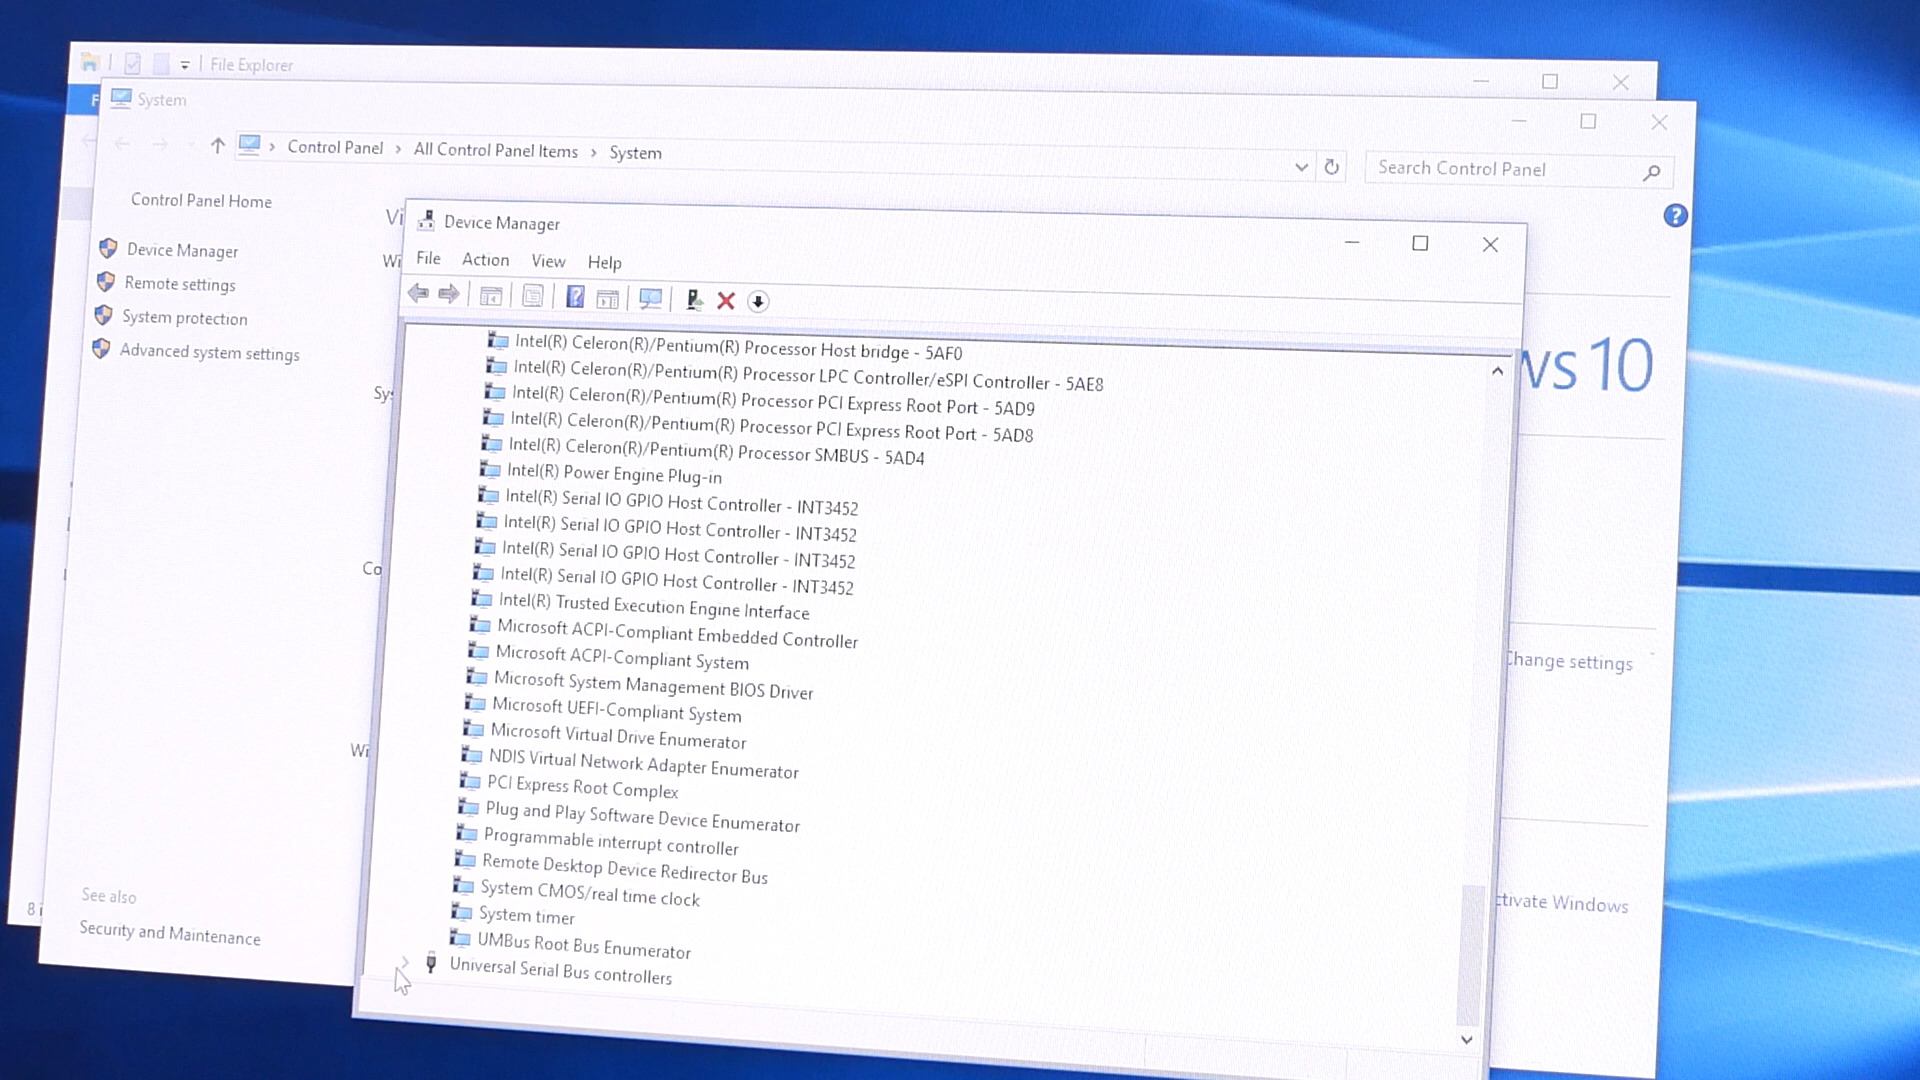 File Explorer
F
System
Control Panel > All Control Panel Items > System
Search Control Panel
Control Panel Home
Device Manager
Remote settings
System protection
Advanced system settings
See also
Security and Maintenance
Vi
Wi
Sys
Co
Wi
8 i
ws 10
Change settings
ctivate Windows
Device Manager
File Action View Help
Intel(R) Celeron(R)/Pentium(R) Processor Host bridge - 5AF0
Intel(R) Celeron(R)/Pentium(R) Processor LPC Controller/eSPI Controller - 5AE8
Intel(R) Celeron(R)/Pentium(R) Processor PCI Express Root Port - 5AD9
Intel(R) Celeron(R)/Pentium(R) Processor PCI Express Root Port - 5AD8
Intel(R) Celeron(R)/Pentium(R) Processor SMBUS - 5AD4
Intel(R) Power Engine Plug-in
Intel(R) Serial IO GPIO Host Controller - INT3452
Intel(R) Serial IO GPIO Host Controller - INT3452
Intel(R) Serial IO GPIO Host Controller - INT3452
Intel(R) Serial IO GPIO Host Controller - INT3452
Intel(R) Trusted Execution Engine Interface
Microsoft ACPI-Compliant Embedded Controller
Microsoft ACPI-Compliant System
Microsoft System Management BIOS Driver
Microsoft UEFI-Compliant System
Microsoft Virtual Drive Enumerator
NDIS Virtual Network Adapter Enumerator
PCI Express Root Complex
Plug and Play Software Device Enumerator
Programmable interrupt controller
Remote Desktop Device Redirector Bus
System CMOS/real time clock
System timer
UMBus Root Bus Enumerator
Universal Serial Bus controllers